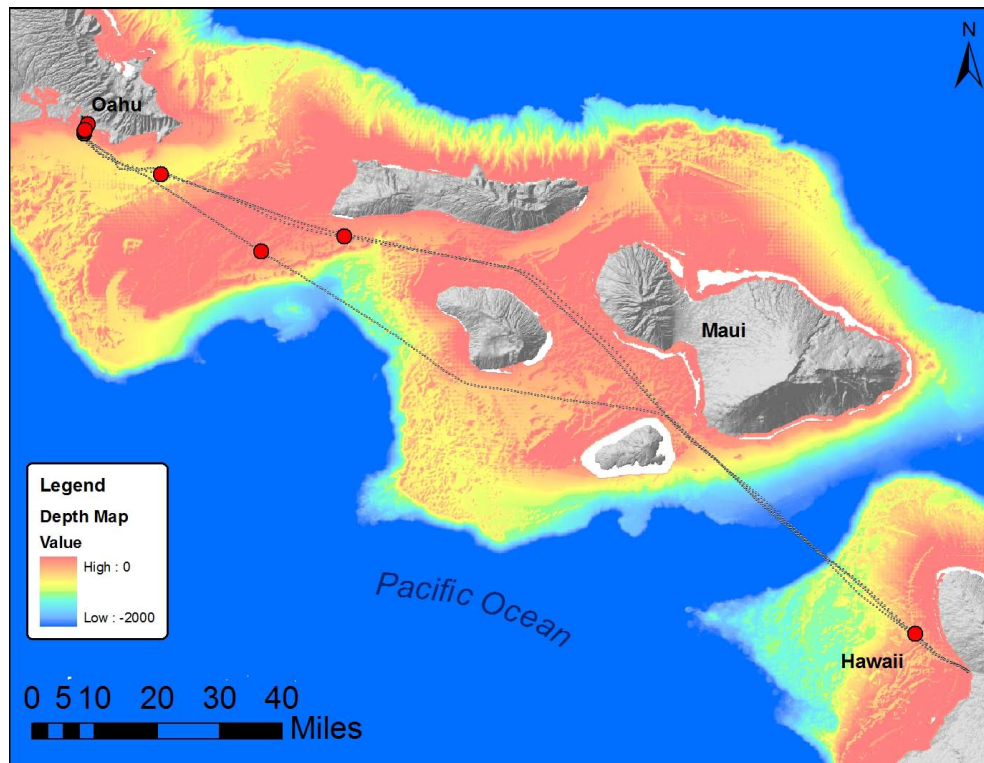 N
Oahu
Maui
Legend
Depth Map
Value
High : 0
Low : -2000
Pacific Ocean
Hawaii
0 5 10 20 30 40
Miles